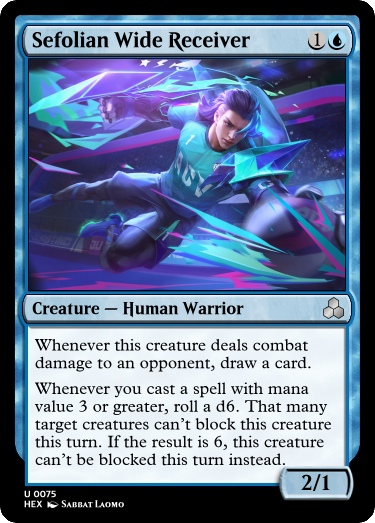 Sefolian Wide Receiver 1
Creature — Human Warrior
Whenever this creature deals combat
damage to an opponent, draw a card.
Whenever you cast a spell with mana
value 3 or greater, roll a d6. That many
target creatures can't block this creature
this turn. If the result is 6, this creature
can't be blocked this turn instead.
2/1
U 0075
HEX Sabbat Laomo